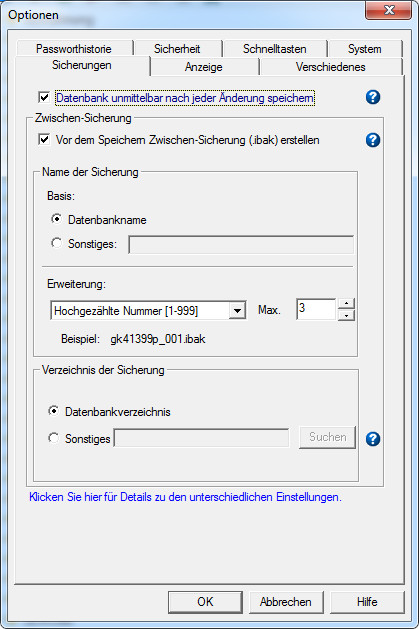 Optionen
Passworthistorie Sicherheit Schnelltasten System
Sicherungen Anzeige Verschiedenes
Datenbank unmittelbar nach jeder Änderung speichern
Zwischen-Sicherung
Vor dem Speichern Zwischen-Sicherung (.ibak) erstellen
Name der Sicherung
Basis:
Datenbankname
Sonstiges:
Erweiterung:
Hochgezählte Nummer [1-999] Max. 3
Beispiel: gk41399p_001.ibak
Verzeichnis der Sicherung
Datenbankverzeichnis
Sonstiges Suchen
Klicken Sie hier für Details zu den unterschiedlichen Einstellungen.
OK Abbrechen Hilfe